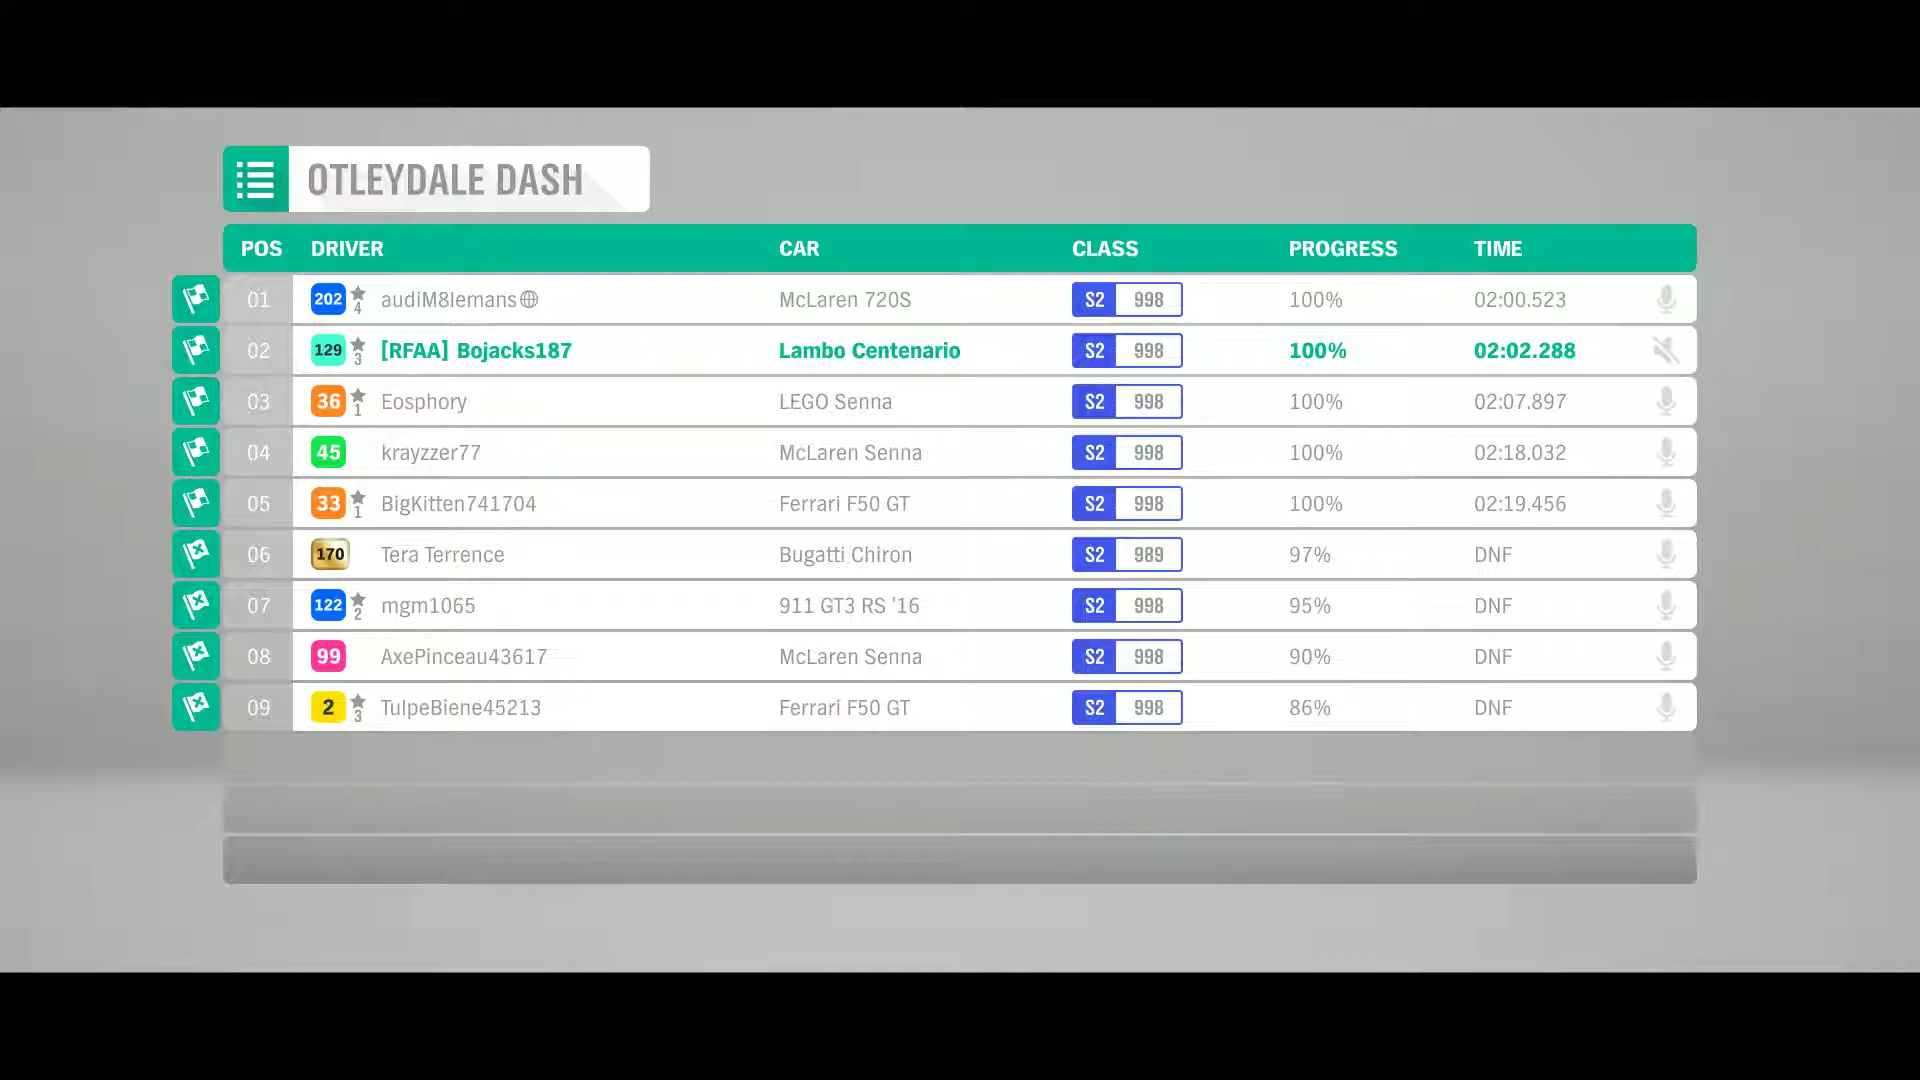 OTLEYDALE DASH
POS DRIVER CAR CLASS PROGRESS TIME
01 202 4 audiM8lemans McLaren 720S S2 998 100% 02:00.523
02 129 3 [RFAA] Bojacks187 Lambo Centenario S2 998 100% 02:02.288
03 36 1 Eosphory LEGO Senna S2 998 100% 02:07.897
04 45 krayzzer77 McLaren Senna S2 998 100% 02:18.032
05 33 1 BigKitten741704 Ferrari F50 GT S2 998 100% 02:19.456
06 170 Tera Terrence Bugatti Chiron S2 989 97% DNF
07 122 2 mgm1065 911 GT3 RS '16 S2 998 95% DNF
08 99 AxePinceau43617 McLaren Senna S2 998 90% DNF
09 2 3 TulpeBiene45213 Ferrari F50 GT S2 998 86% DNF